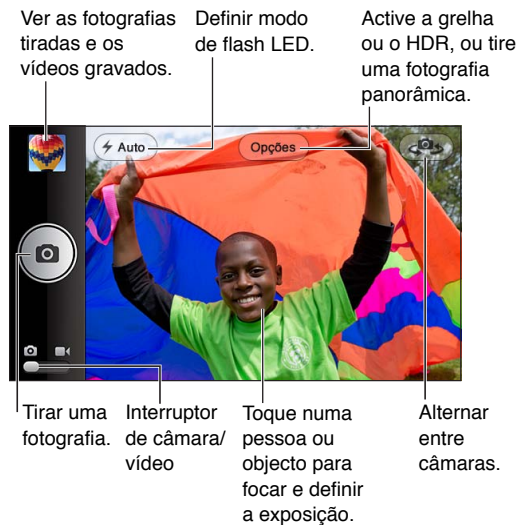 Ver as fotografias
tiradas e os
vídeos gravados.
Definir modo
de flash LED.
Active a grelha
ou o HDR, ou tire
uma fotografia
panorâmica.
Auto
Opções
Tirar uma
fotografia.
Interruptor
de câmara/
vídeo
Toque numa
pessoa ou
objecto para
focar e definir
a exposição.
Alternar
entre
câmaras.